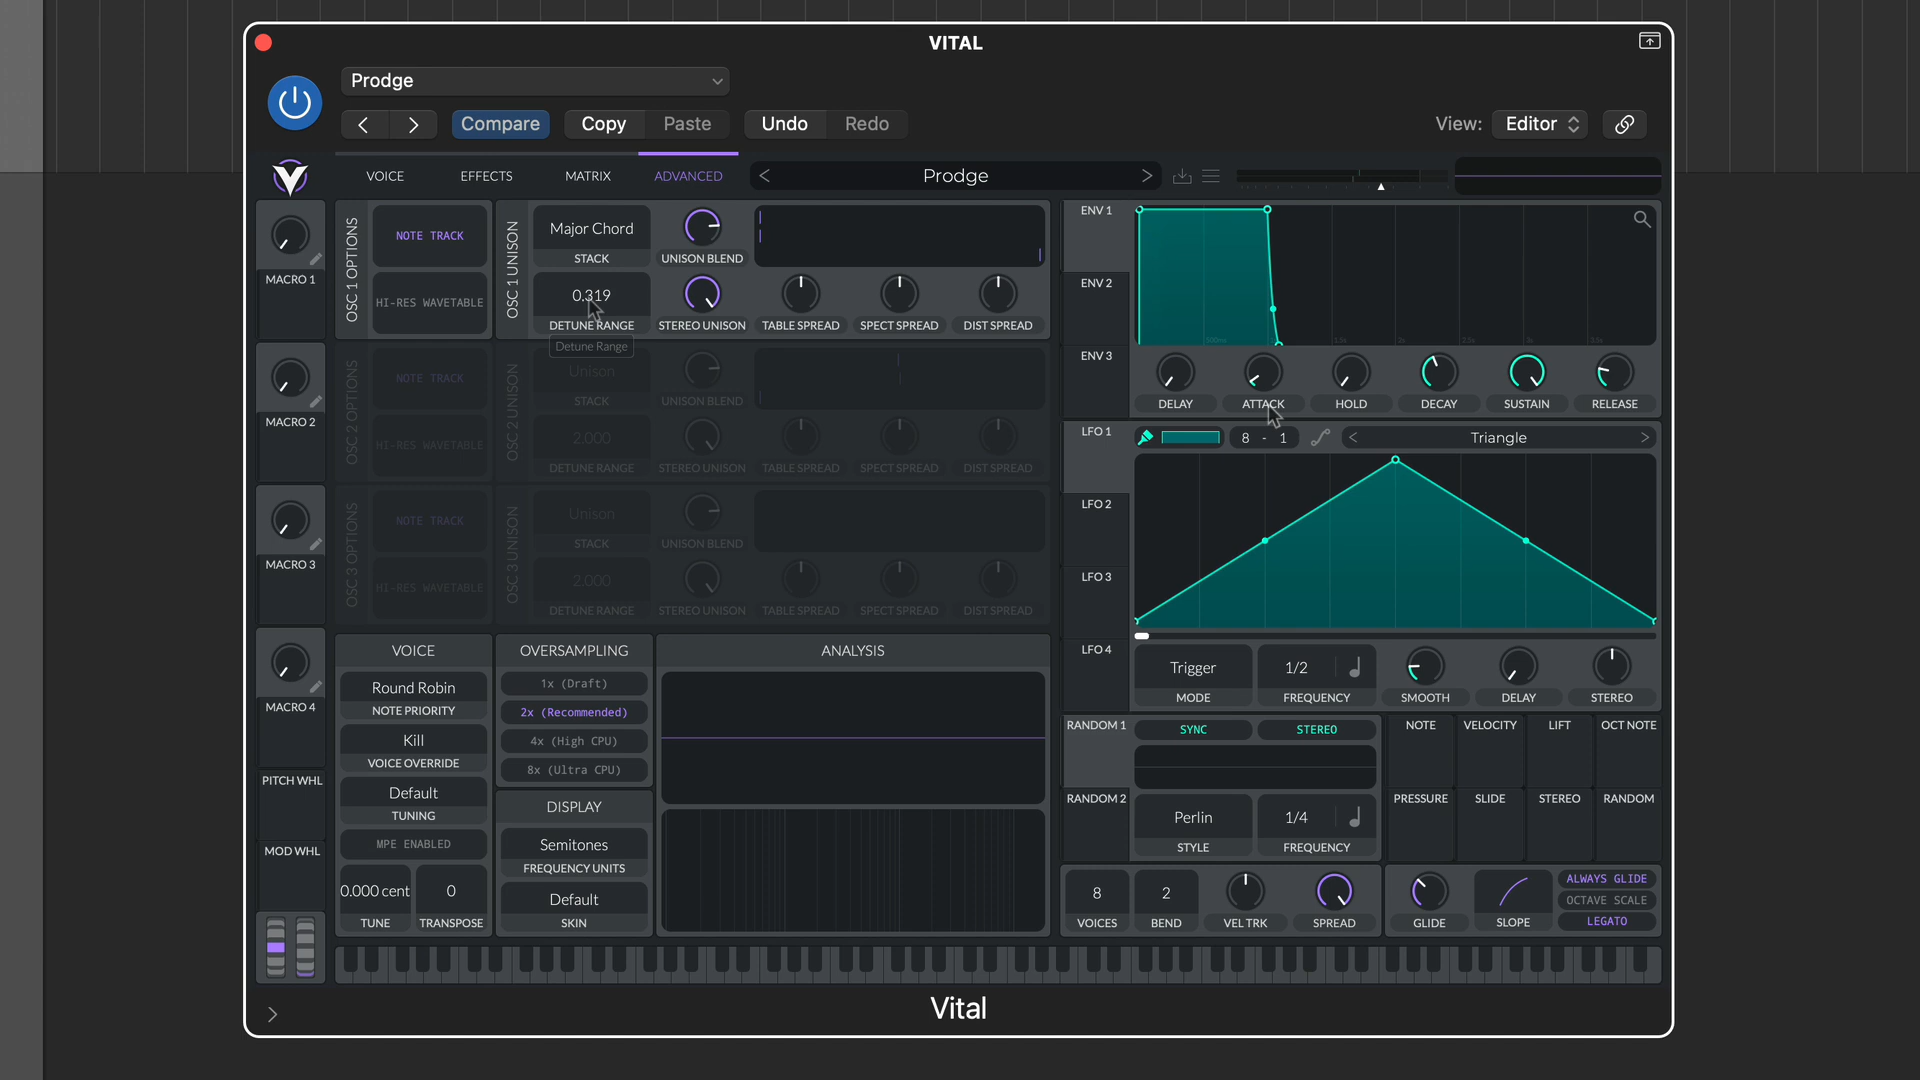 VITAL
Prodge
Compare
Copy
Paste
Undo
Redo
View:
Editor
VOICE
EFFECTS
MATRIX
ADVANCED
Prodge
MACRO 1
MACRO 2
MACRO 3
MACRO 4
PITCH WHL
MOD WHL
OSC 1 OPTIONS
NOTE TRACK
HI-RES WAVETABLE
OSC 1 UNISON
Major Chord
STACK
UNISON BLEND
0.319
DETUNE RANGE
STEREO UNISON
TABLE SPREAD
SPECT SPREAD
DIST SPREAD
Detune Range
OSC 2 OPTIONS
NOTE TRACK
HI-RES WAVETABLE
OSC 2 UNISON
Unison
STACK
UNISON BLEND
2.000
DETUNE RANGE
STEREO UNISON
TABLE SPREAD
SPECT SPREAD
DIST SPREAD
OSC 3 OPTIONS
NOTE TRACK
HI-RES WAVETABLE
OSC 3 UNISON
Unison
STACK
UNISON BLEND
2.000
DETUNE RANGE
STEREO UNISON
TABLE SPREAD
SPECT SPREAD
DIST SPREAD
VOICE
Round Robin
NOTE PRIORITY
Kill
VOICE OVERRIDE
Default
TUNING
MPE ENABLED
0.000 cent
TUNE
0
TRANSPOSE
OVERSAMPLING
1x (Draft)
2x (Recommended)
4x (High CPU)
8x (Ultra CPU)
DISPLAY
Semitones
FREQUENCY UNITS
Default
SKIN
ANALYSIS
ENV 1
ENV 2
ENV 3
DELAY
ATTACK
HOLD
DECAY
SUSTAIN
RELEASE
LFO 1
LFO 2
LFO 3
LFO 4
8 - 1
Triangle
Trigger
MODE
1/2
FREQUENCY
SMOOTH
DELAY
STEREO
RANDOM 1
RANDOM 2
SYNC
STEREO
Perlin
STYLE
1/4
FREQUENCY
NOTE
VELOCITY
LIFT
OCT NOTE
PRESSURE
SLIDE
STEREO
RANDOM
8
VOICES
2
BEND
VEL TRK
SPREAD
GLIDE
SLOPE
ALWAYS GLIDE
OCTAVE SCALE
LEGATO
Vital